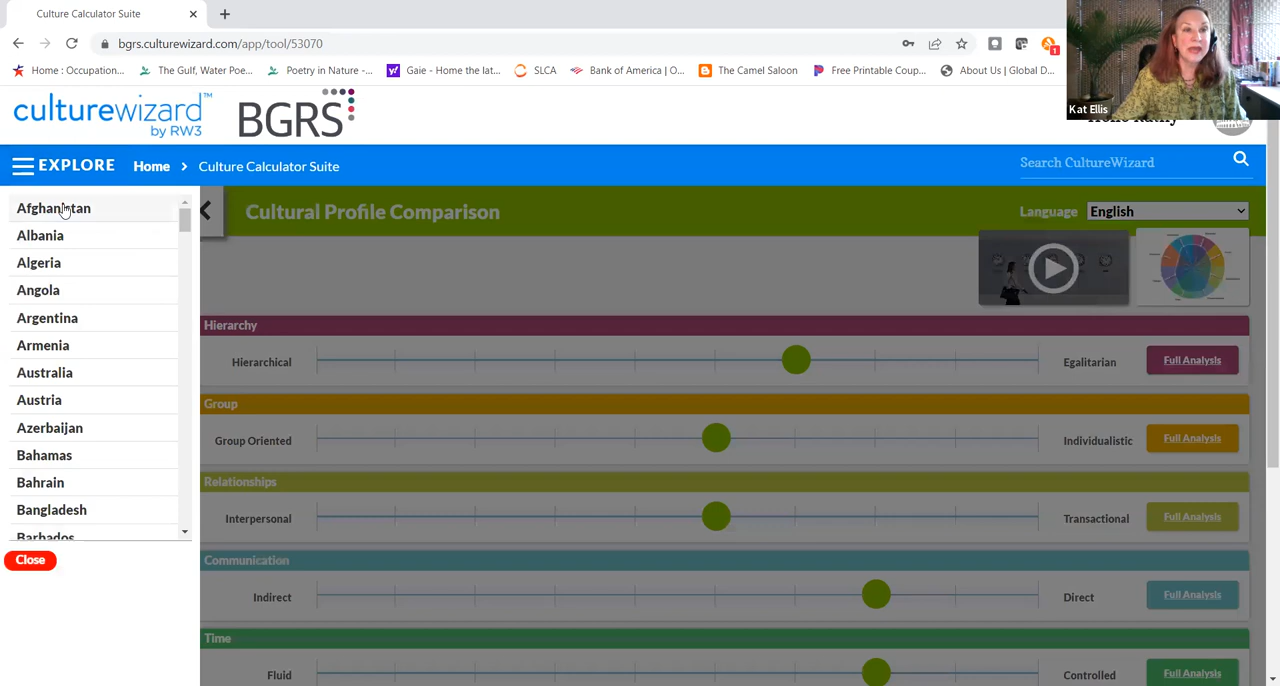 Culture Calculator Suite
bgrs.culturewizard.com/app/tool/53070
1
Home : Occupation...
The Gulf, Water Poe...
Poetry in Nature -...
Gaie - Home the lat...
SLCA
Bank of America | O...
The Camel Saloon
Free Printable Coup...
About Us | Global D...
Kat Ellis
culturewizard™
by RW3
BGRS
EXPLORE
Home > Culture Calculator Suite
Search CultureWizard
Afghanistan
Albania
Algeria
Angola
Argentina
Armenia
Australia
Austria
Azerbaijan
Bahamas
Bahrain
Bangladesh
Barbados
Close
Cultural Profile Comparison
Language
English
Hierarchy
Hierarchical
Egalitarian
Full Analysis
Group
Group Oriented
Individualistic
Full Analysis
Relationships
Interpersonal
Transactional
Full Analysis
Communication
Indirect
Direct
Full Analysis
Time
Fluid
Controlled
Full Analysis